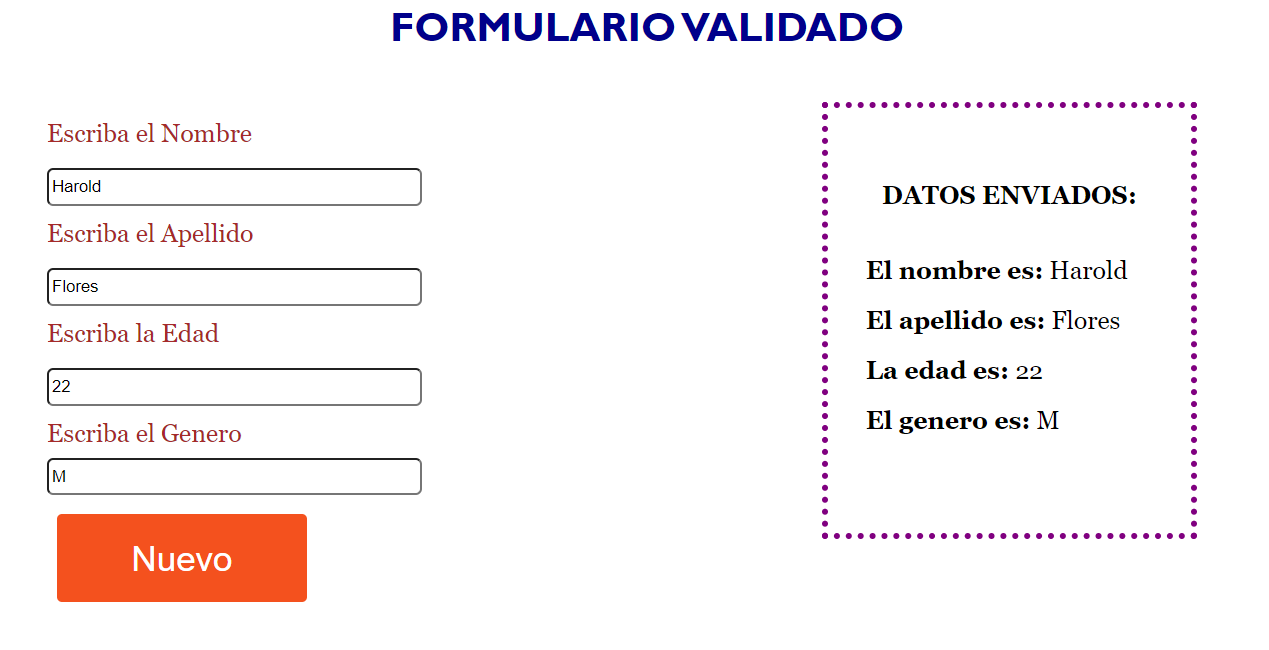 FORMULARIO VALIDADO
Escriba el Nombre
Harold
Escriba el Apellido
Flores
Escriba la Edad
22
Escriba el Genero
M
Nuevo
DATOS ENVIADOS:
El nombre es: Harold
El apellido es: Flores
La edad es: 22
El genero es: M